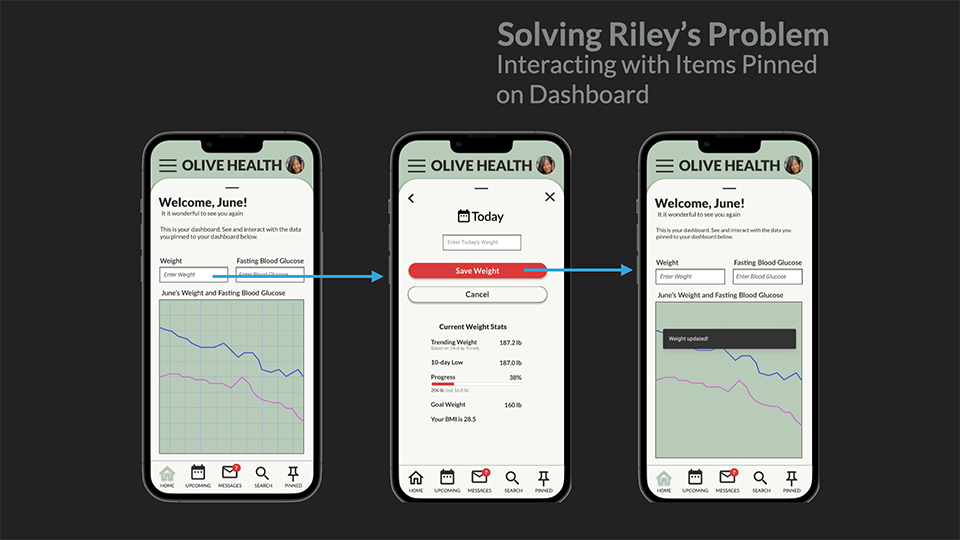 Solving Riley's Problem
Interacting with Items Pinned
on Dashboard
OLIVE HEALTH
Welcome, June!
It it wonderful to see you again
This is your dashboard. See and interact with the data
you pinned to your dashboard below.
Weight
Fasting Blood Glucose
Enter Weight
Enter Blood Glucose
June's Weight and Fasting Blood Glucose
HOME
UPCOMING
7
MESSAGES
SEARCH
PINNED
OLIVE HEALTH
Today
Enter Today's Weight
Save Weight
Cancel
Current Weight Stats
Trending Weight 187.2 lb
Based on 14-day Trends
10-day Low 187.0 lb
Progress 38%
204 lb (lost 16.8 lb)
Goal Weight 160 lb
Your BMI is 28.5
HOME
UPCOMING
7
MESSAGES
SEARCH
PINNED
OLIVE HEALTH
Welcome, June!
It it wonderful to see you again
This is your dashboard. See and interact with the data you
pinned to your dashboard below.
Weight
Fasting Blood Glucose
Enter Weight
Enter Blood Glucose
June's Weight and Fasting Blood Glucose
Weight updated!
HOME
UPCOMING
7
MESSAGES
SEARCH
PINNED